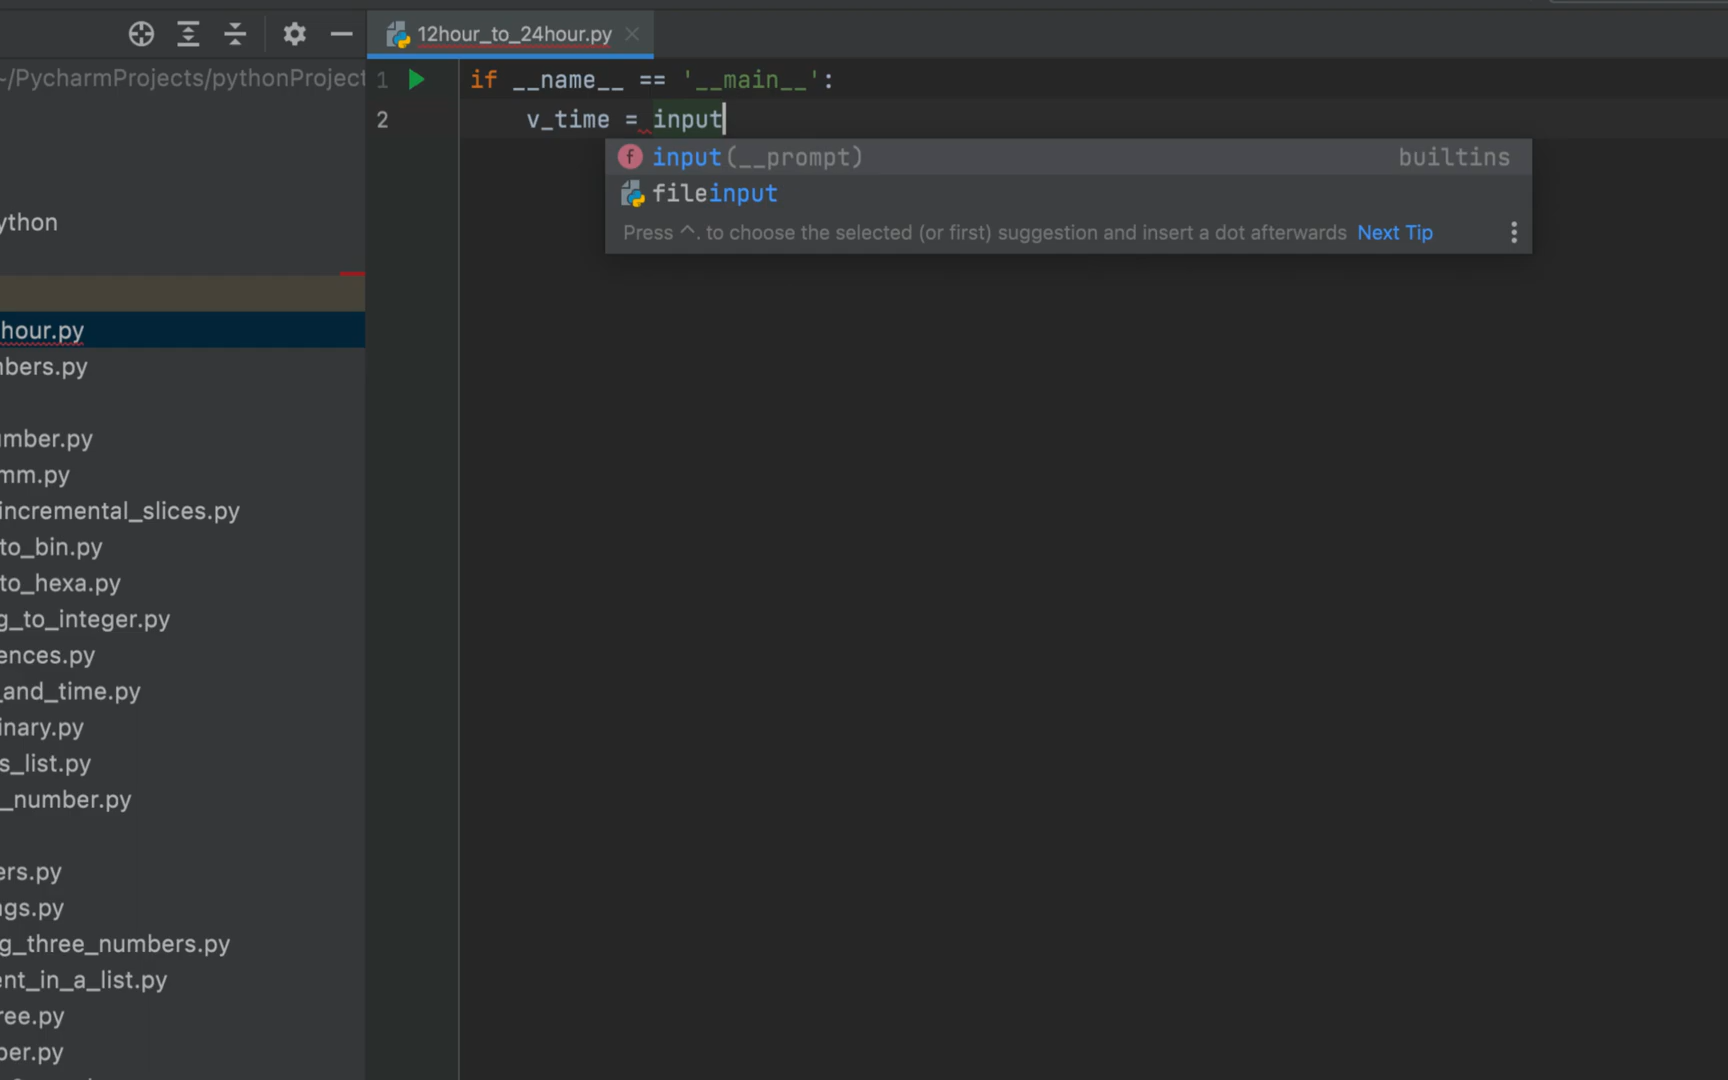 12hour_to_24hour.py
~/PycharmProjects/pythonProject
ython
hour.py
bers.py
umber.py
mm.py
incremental_slices.py
to_bin.py
to_hexa.py
g_to_integer.py
ences.py
_and_time.py
inary.py
s_list.py
_number.py
ers.py
gs.py
g_three_numbers.py
ent_in_a_list.py
ree.py
ber.py
1 if __name__ == '__main__':
2 v_time = input
f input(__prompt) builtins
fileinput
Press ^. to choose the selected (or first) suggestion and insert a dot afterwards Next Tip